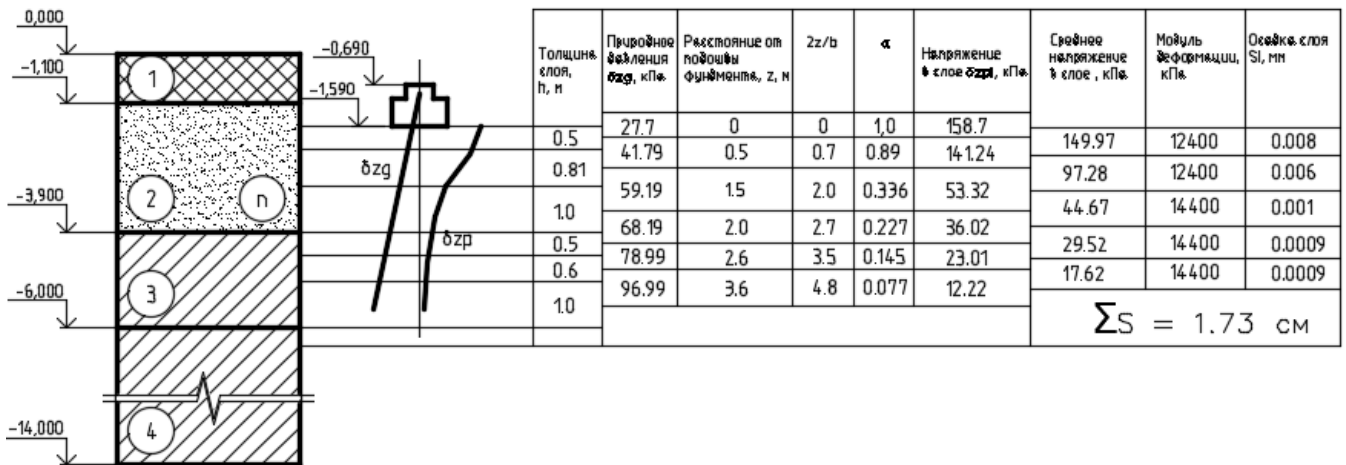 0,000
-1,100
-3,900
-6,000
-14,000
1
2
n
3
4
-0,690
-1,590
δzg
δzp
Толщина
слоя,
h, м
Природное
давления
δzg, кПа
Расстояние от
подошвы
фундамента, z, м
2z/b
α
Напряжение
в слое δzpl, кПа
Среднее
напряжение
в слое , кПа
Модуль
деформации,
кПа
Осадка слоя
Sl, мм
0.5
0.81
1.0
0.5
0.6
1.0
27.7 0 0 1,0 158.7
41.79 0.5 0.7 0.89 141.24
59.19 1.5 2.0 0.336 53.32
68.19 2.0 2.7 0.227 36.02
78.99 2.6 3.5 0.145 23.01
96.99 3.6 4.8 0.077 12.22
149.97 12400 0.008
97.28 12400 0.006
44.67 14400 0.001
29.52 14400 0.0009
17.62 14400 0.0009
ΣS = 1.73 см